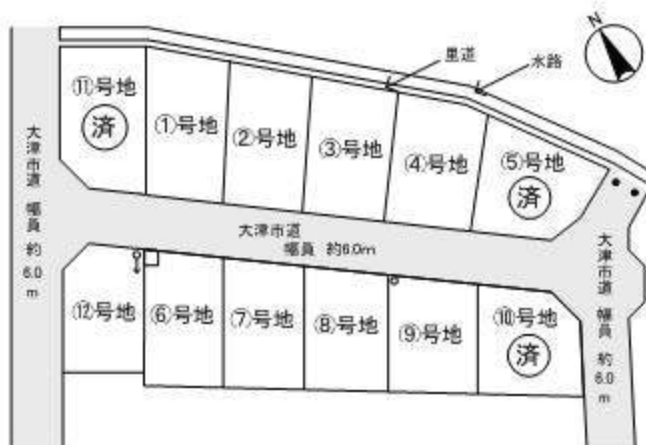 N
里道
水路
⑪号地
済
①号地
②号地
③号地
④号地
⑤号地
済
大津市道 幅員 約6.0m
大津市道
幅員 約6.0m
大津市道 幅員 約6.0m
⑫号地
⑥号地
⑦号地
⑧号地
⑨号地
⑩号地
済